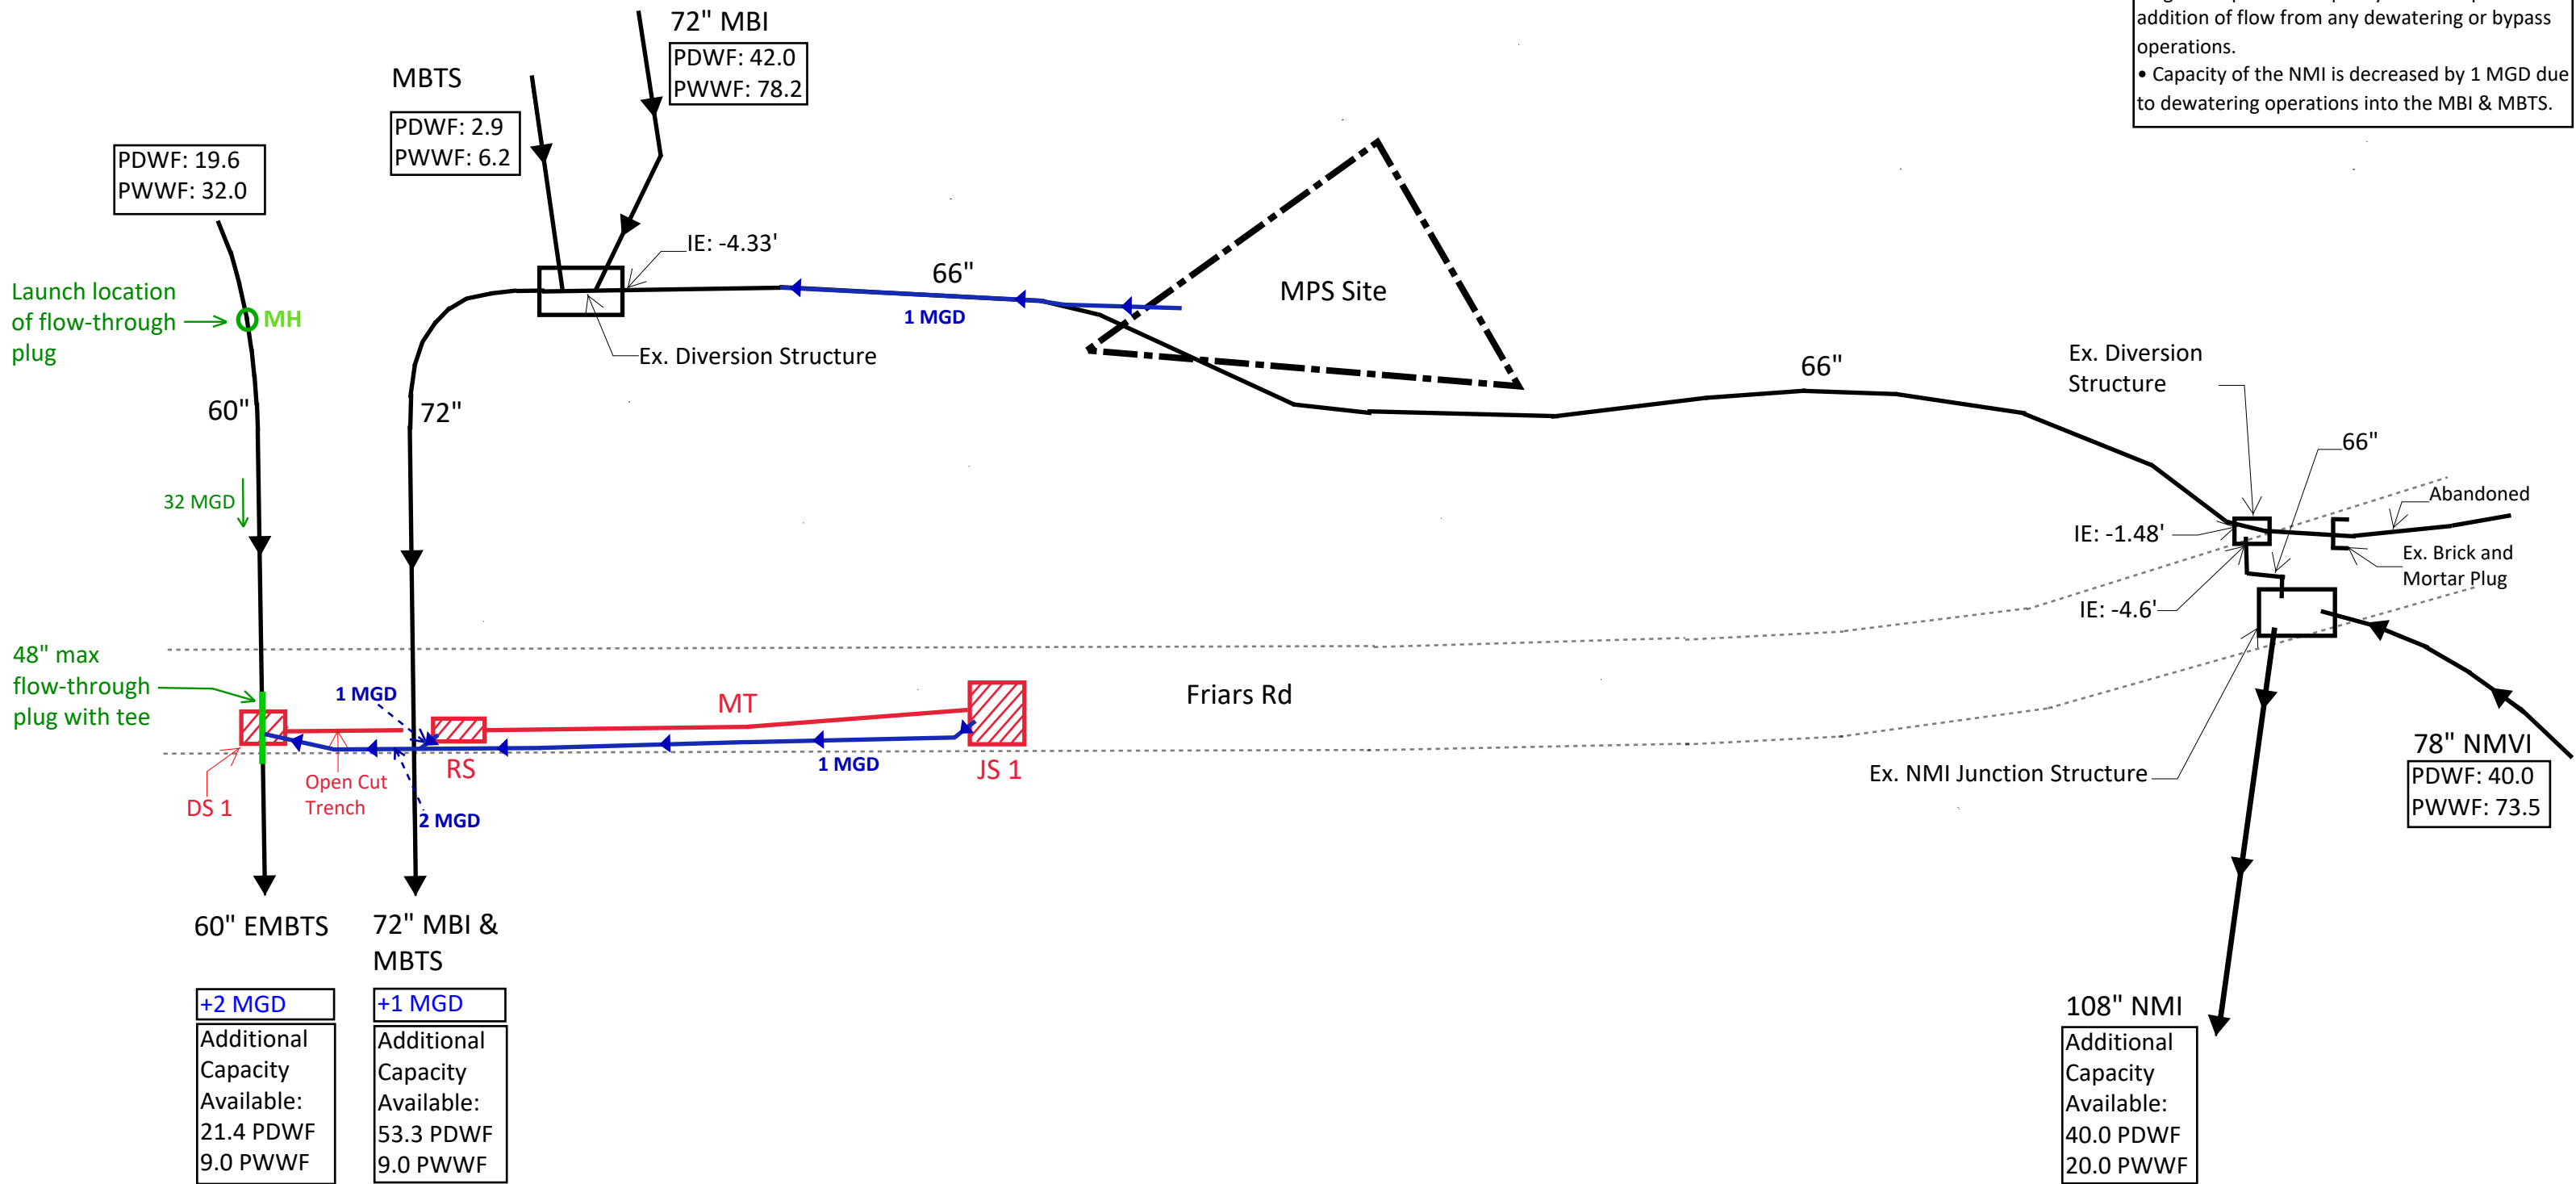 72" MBI
PDWF: 42.0
PWWF: 78.2
MBTS
PDWF: 2.9
PWWF: 6.2
addition of flow from any dewatering or bypass
operations.
• Capacity of the NMI is decreased by 1 MGD due
to dewatering operations into the MBI & MBTS.
PDWF: 19.6
PWWF: 32.0
Launch location
of flow-through
plug
MH
IE: -4.33'
66"
1 MGD
MPS Site
Ex. Diversion Structure
60"
72"
66"
Ex. Diversion
Structure
66"
32 MGD
Abandoned
IE: -1.48'
Ex. Brick and
Mortar Plug
IE: -4.6'
48" max
flow-through
plug with tee
1 MGD
MT
Friars Rd
DS 1
Open Cut
Trench
RS
2 MGD
1 MGD
JS 1
Ex. NMI Junction Structure
78" NMVI
PDWF: 40.0
PWWF: 73.5
60" EMBTS
72" MBI &
MBTS
+2 MGD
Additional
Capacity
Available:
21.4 PDWF
9.0 PWWF
+1 MGD
Additional
Capacity
Available:
53.3 PDWF
9.0 PWWF
108" NMI
Additional
Capacity
Available:
40.0 PDWF
20.0 PWWF